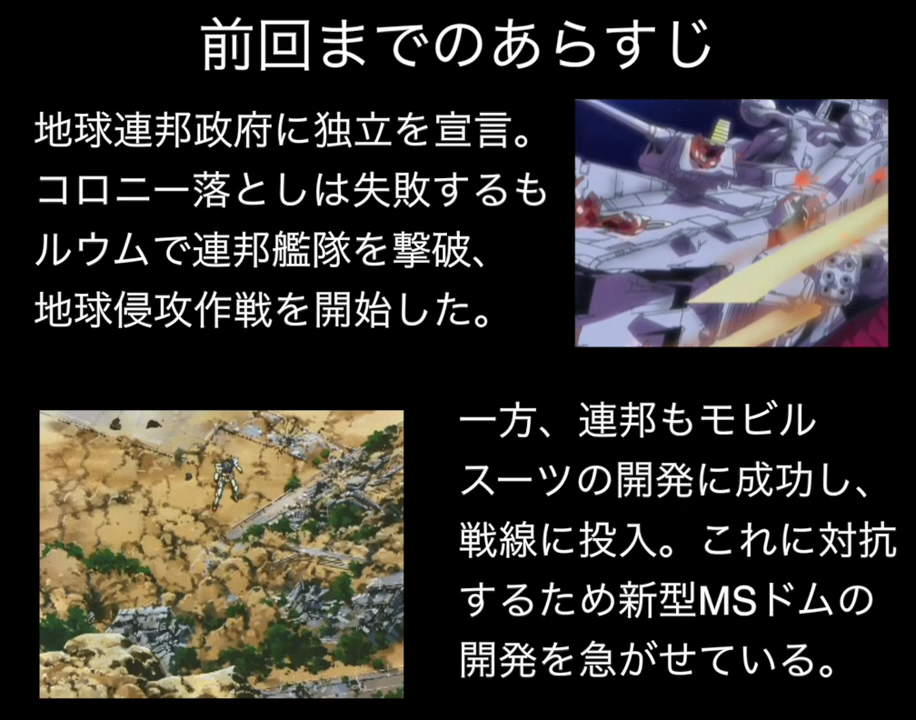 前回までのあらすじ
地球連邦政府に独立を宣言。
コロニー落としは失敗するも
ルウムで連邦艦隊を撃破、
地球侵攻作戦を開始した。
一方、連邦もモビル
スーツの開発に成功し、
戦線に投入。これに対抗
するため新型MSドムの
開発を急がせている。